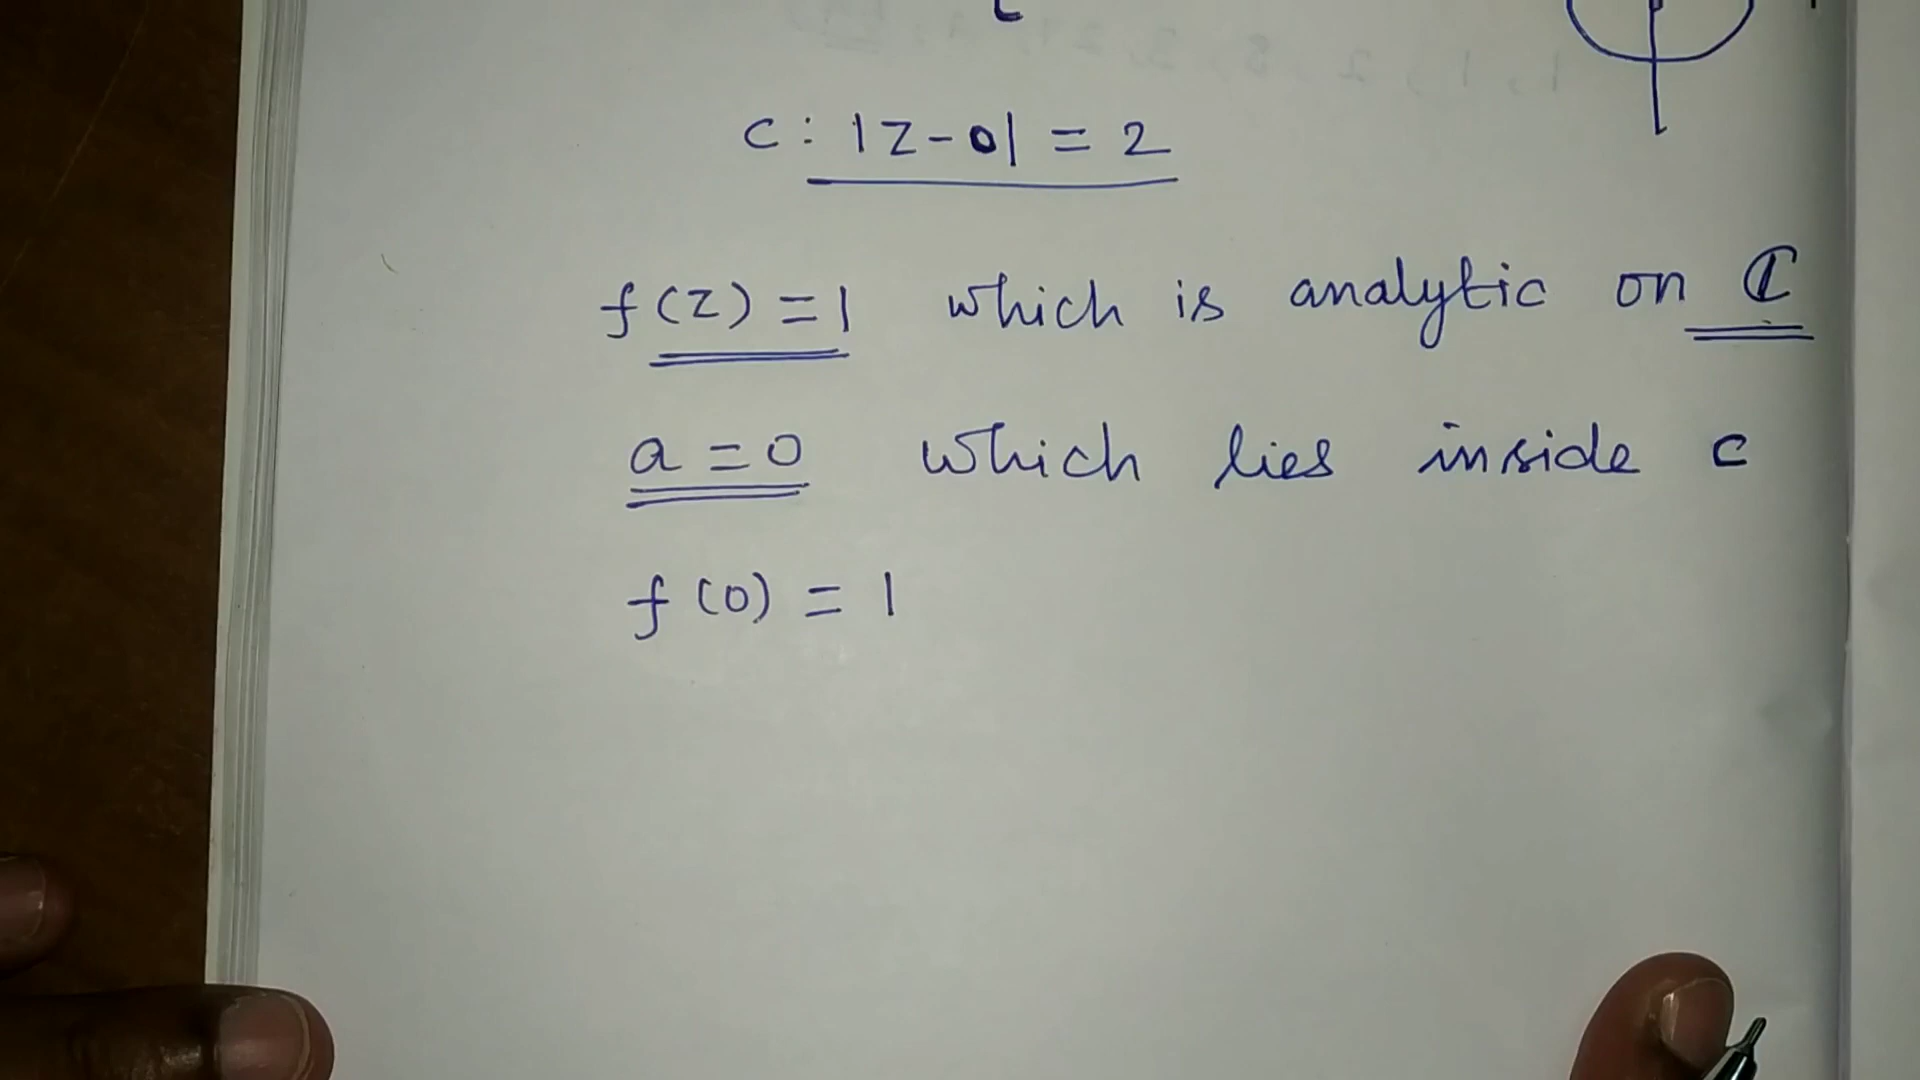 c : |z-0| = 2
f(z) = 1 which is analytic on ℂ
a = 0 which lies inside c
f(0) = 1